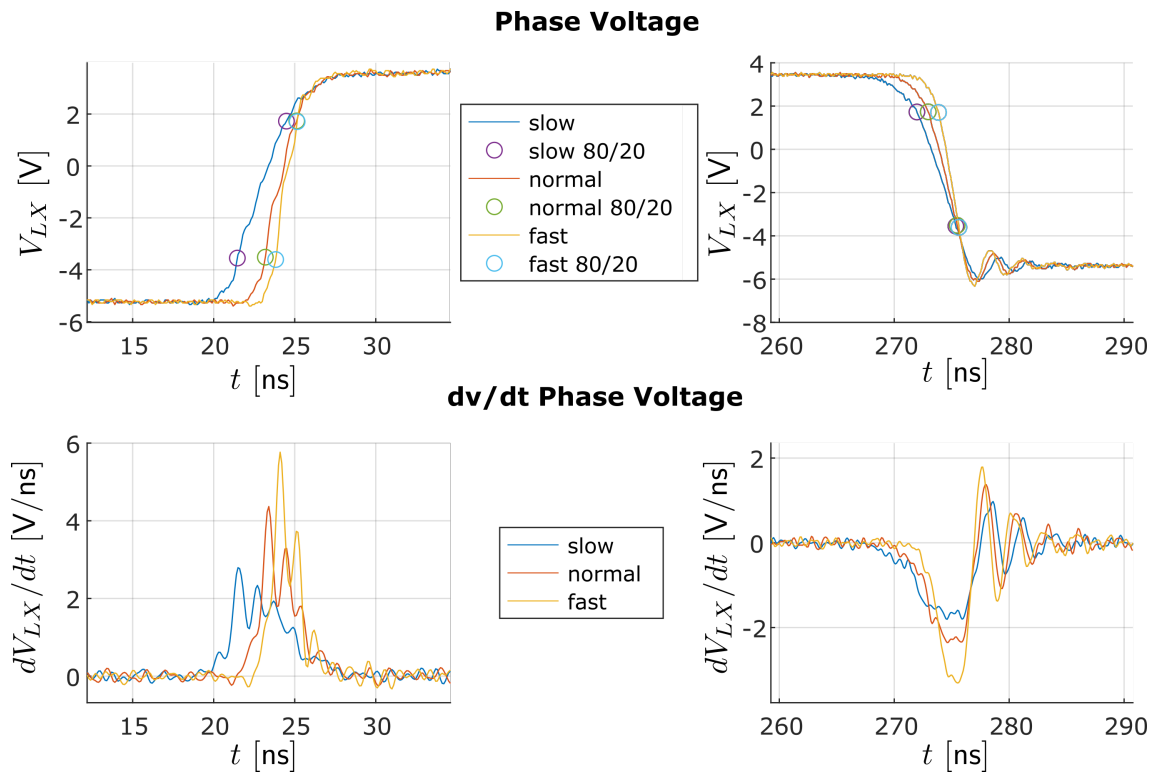 Phase Voltage
2
0
-2
-4
-6
V_{LX} [V]
15 20 25 30
t [ns]
slow
slow 80/20
normal
normal 80/20
fast
fast 80/20
4
2
0
-2
-4
-6
-8
V_{LX} [V]
260 270 280 290
t [ns]
dv/dt Phase Voltage
6
4
2
0
dV_{LX}/dt [V/ns]
15 20 25 30
t [ns]
slow
normal
fast
2
0
-2
dV_{LX}/dt [V/ns]
260 270 280 290
t [ns]